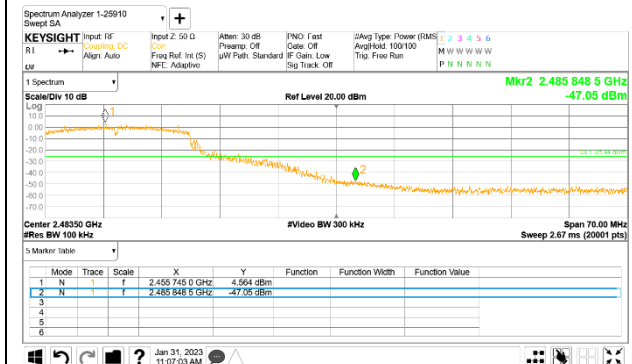 Spectrum Analyzer 1-25910
Swept SA
+
KEYSIGHT Input: RF Input Z: 50 Ω Atten: 30 dB PNO: Fast #Avg Type: Power (RMS 1 2 3 4 5 6
R L Coupling: DC Corr Preamp: Off Gate: Off Avg|Hold: 100/100 M W W W W W
Align: Auto Freq Ref: Int (S) µW Path: Standard IF Gain: Low Trig: Free Run
NFE: Adaptive Sig Track: Off P N N N N N
1 Spectrum
Mkr2 2.485 848 5 GHz
Scale/Div 10 dB Ref Level 20.00 dBm -47.05 dBm
Log
10.0
1
0.00
-10.0
-20.0
-30.0
-40.0
2
-50.0
-60.0
-70.0
Center 2.48350 GHz #Video BW 300 kHz Span 70.00 MHz
#Res BW 100 kHz Sweep 2.67 ms (20001 pts)
5 Marker Table
Mode Trace Scale X Y Function Function Width Function Value
1 N 1 f 2.455 745 0 GHz 4.564 dBm
2 N 1 f 2.485 848 5 GHz -47.05 dBm
3
4
5
6
? Jan 31, 2023
11:07:03 AM